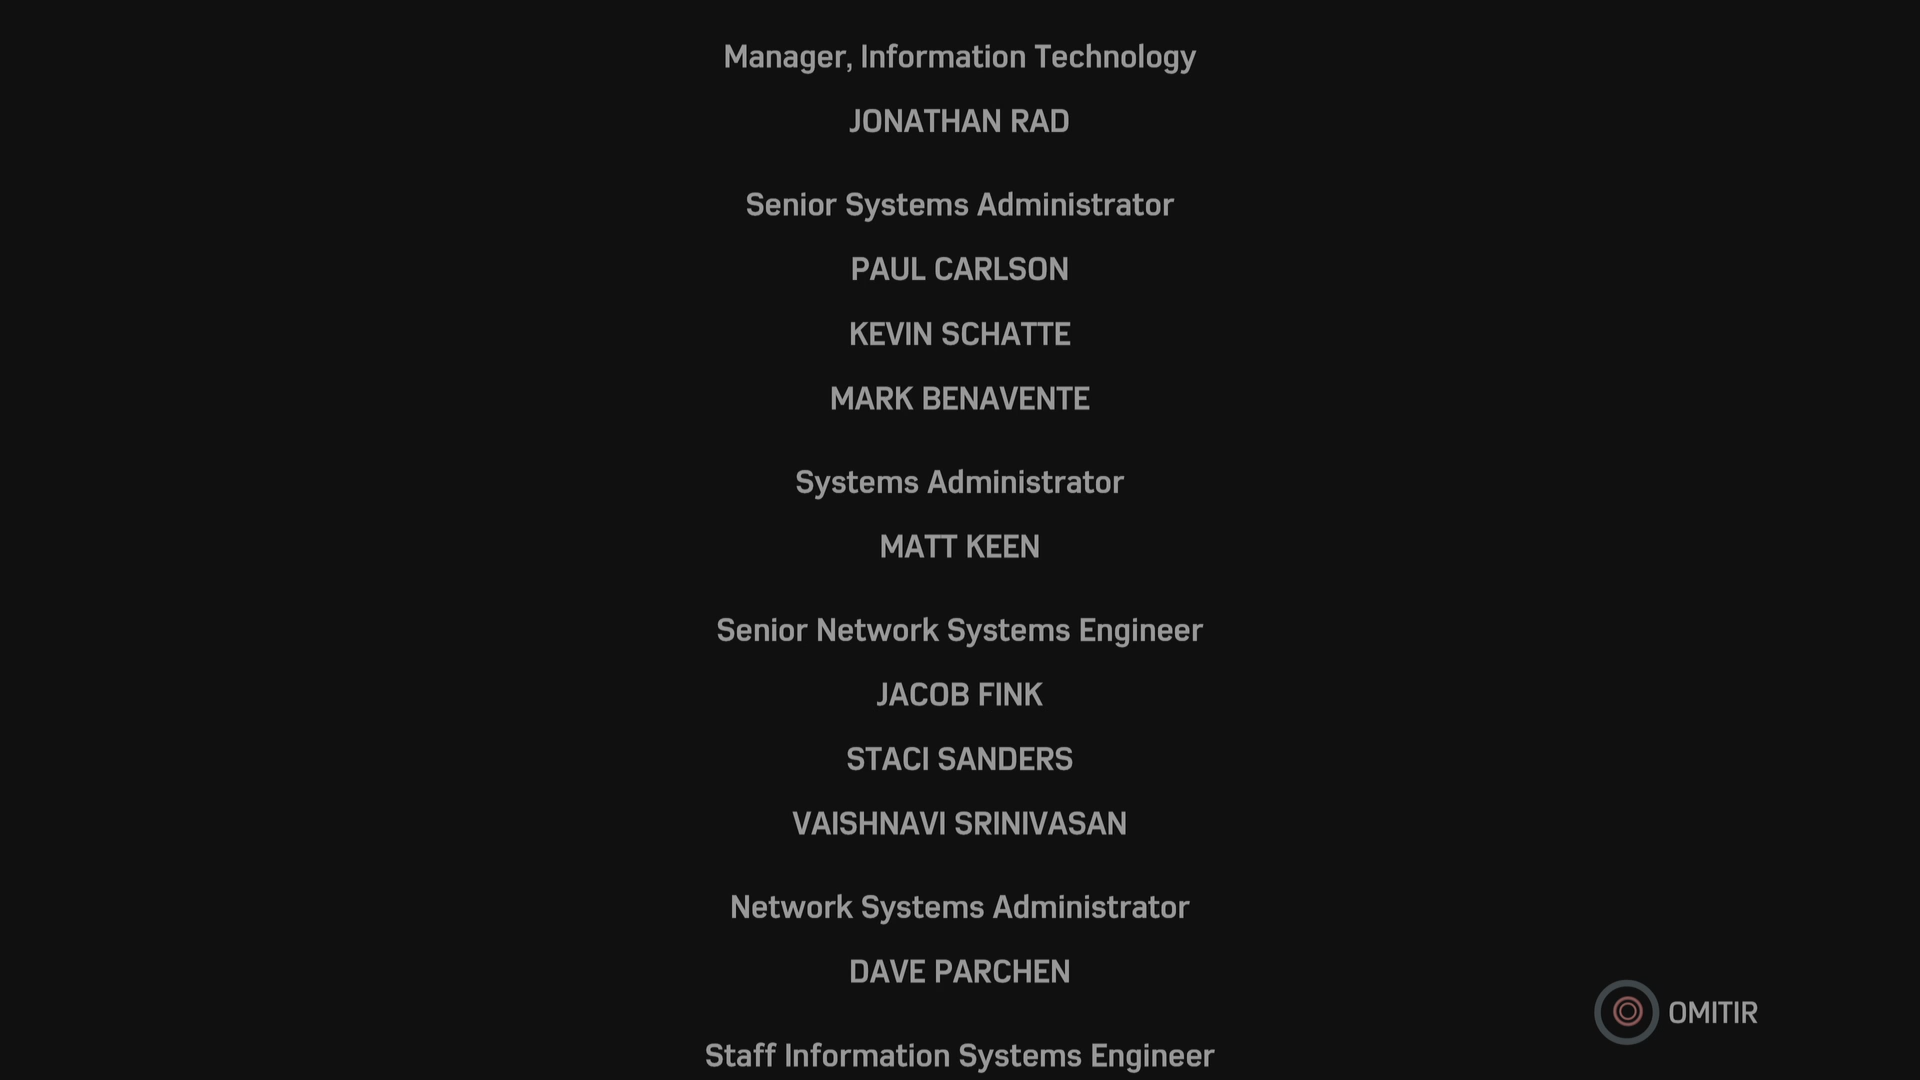 Manager, Information Technology
JONATHAN RAD
Senior Systems Administrator
PAUL CARLSON
KEVIN SCHATTE
MARK BENAVENTE
Systems Administrator
MATT KEEN
Senior Network Systems Engineer
JACOB FINK
STACI SANDERS
VAISHNAVI SRINIVASAN
Network Systems Administrator
DAVE PARCHEN
OMITIR
Staff Information Systems Engineer